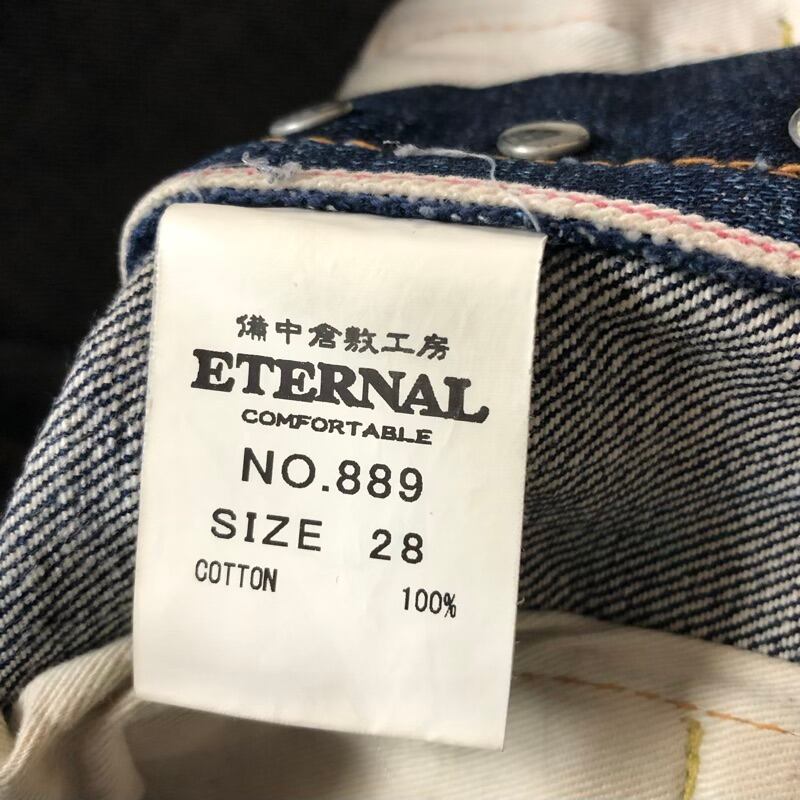 備中倉敷工房
ETERNAL
COMFORTABLE
NO.889
SIZE 28
COTTON 100%